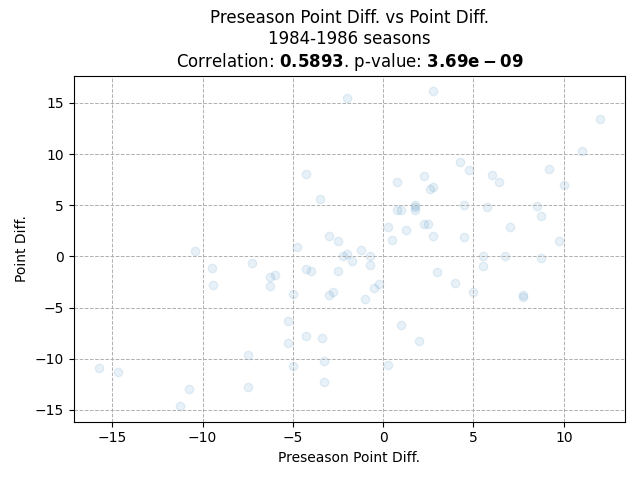 Preseason Point Diff. vs Point Diff.
1984-1986 seasons
Correlation: 0.5893. p-value: 3.69e − 09
15
10
5
0
−5
−10
−15
Point Diff.
−15 −10 −5 0 5 10
Preseason Point Diff.